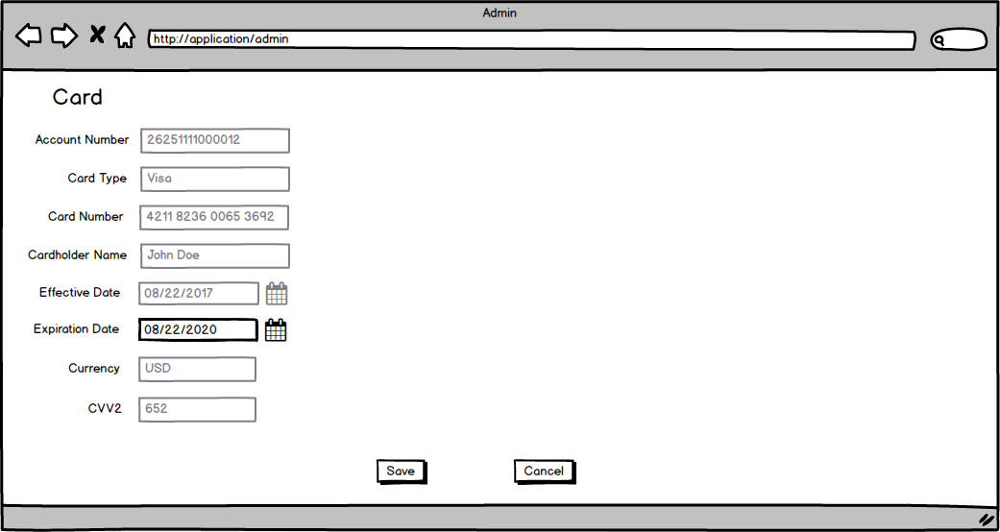 Admin
http://application/admin
Card
Account Number 26251111000012
Card Type Visa
Card Number 4211 8236 0065 3692
Cardholder Name John Doe
Effective Date 08/22/2017
Expiration Date 08/22/2020
Currency USD
CVV2 652
Save Cancel